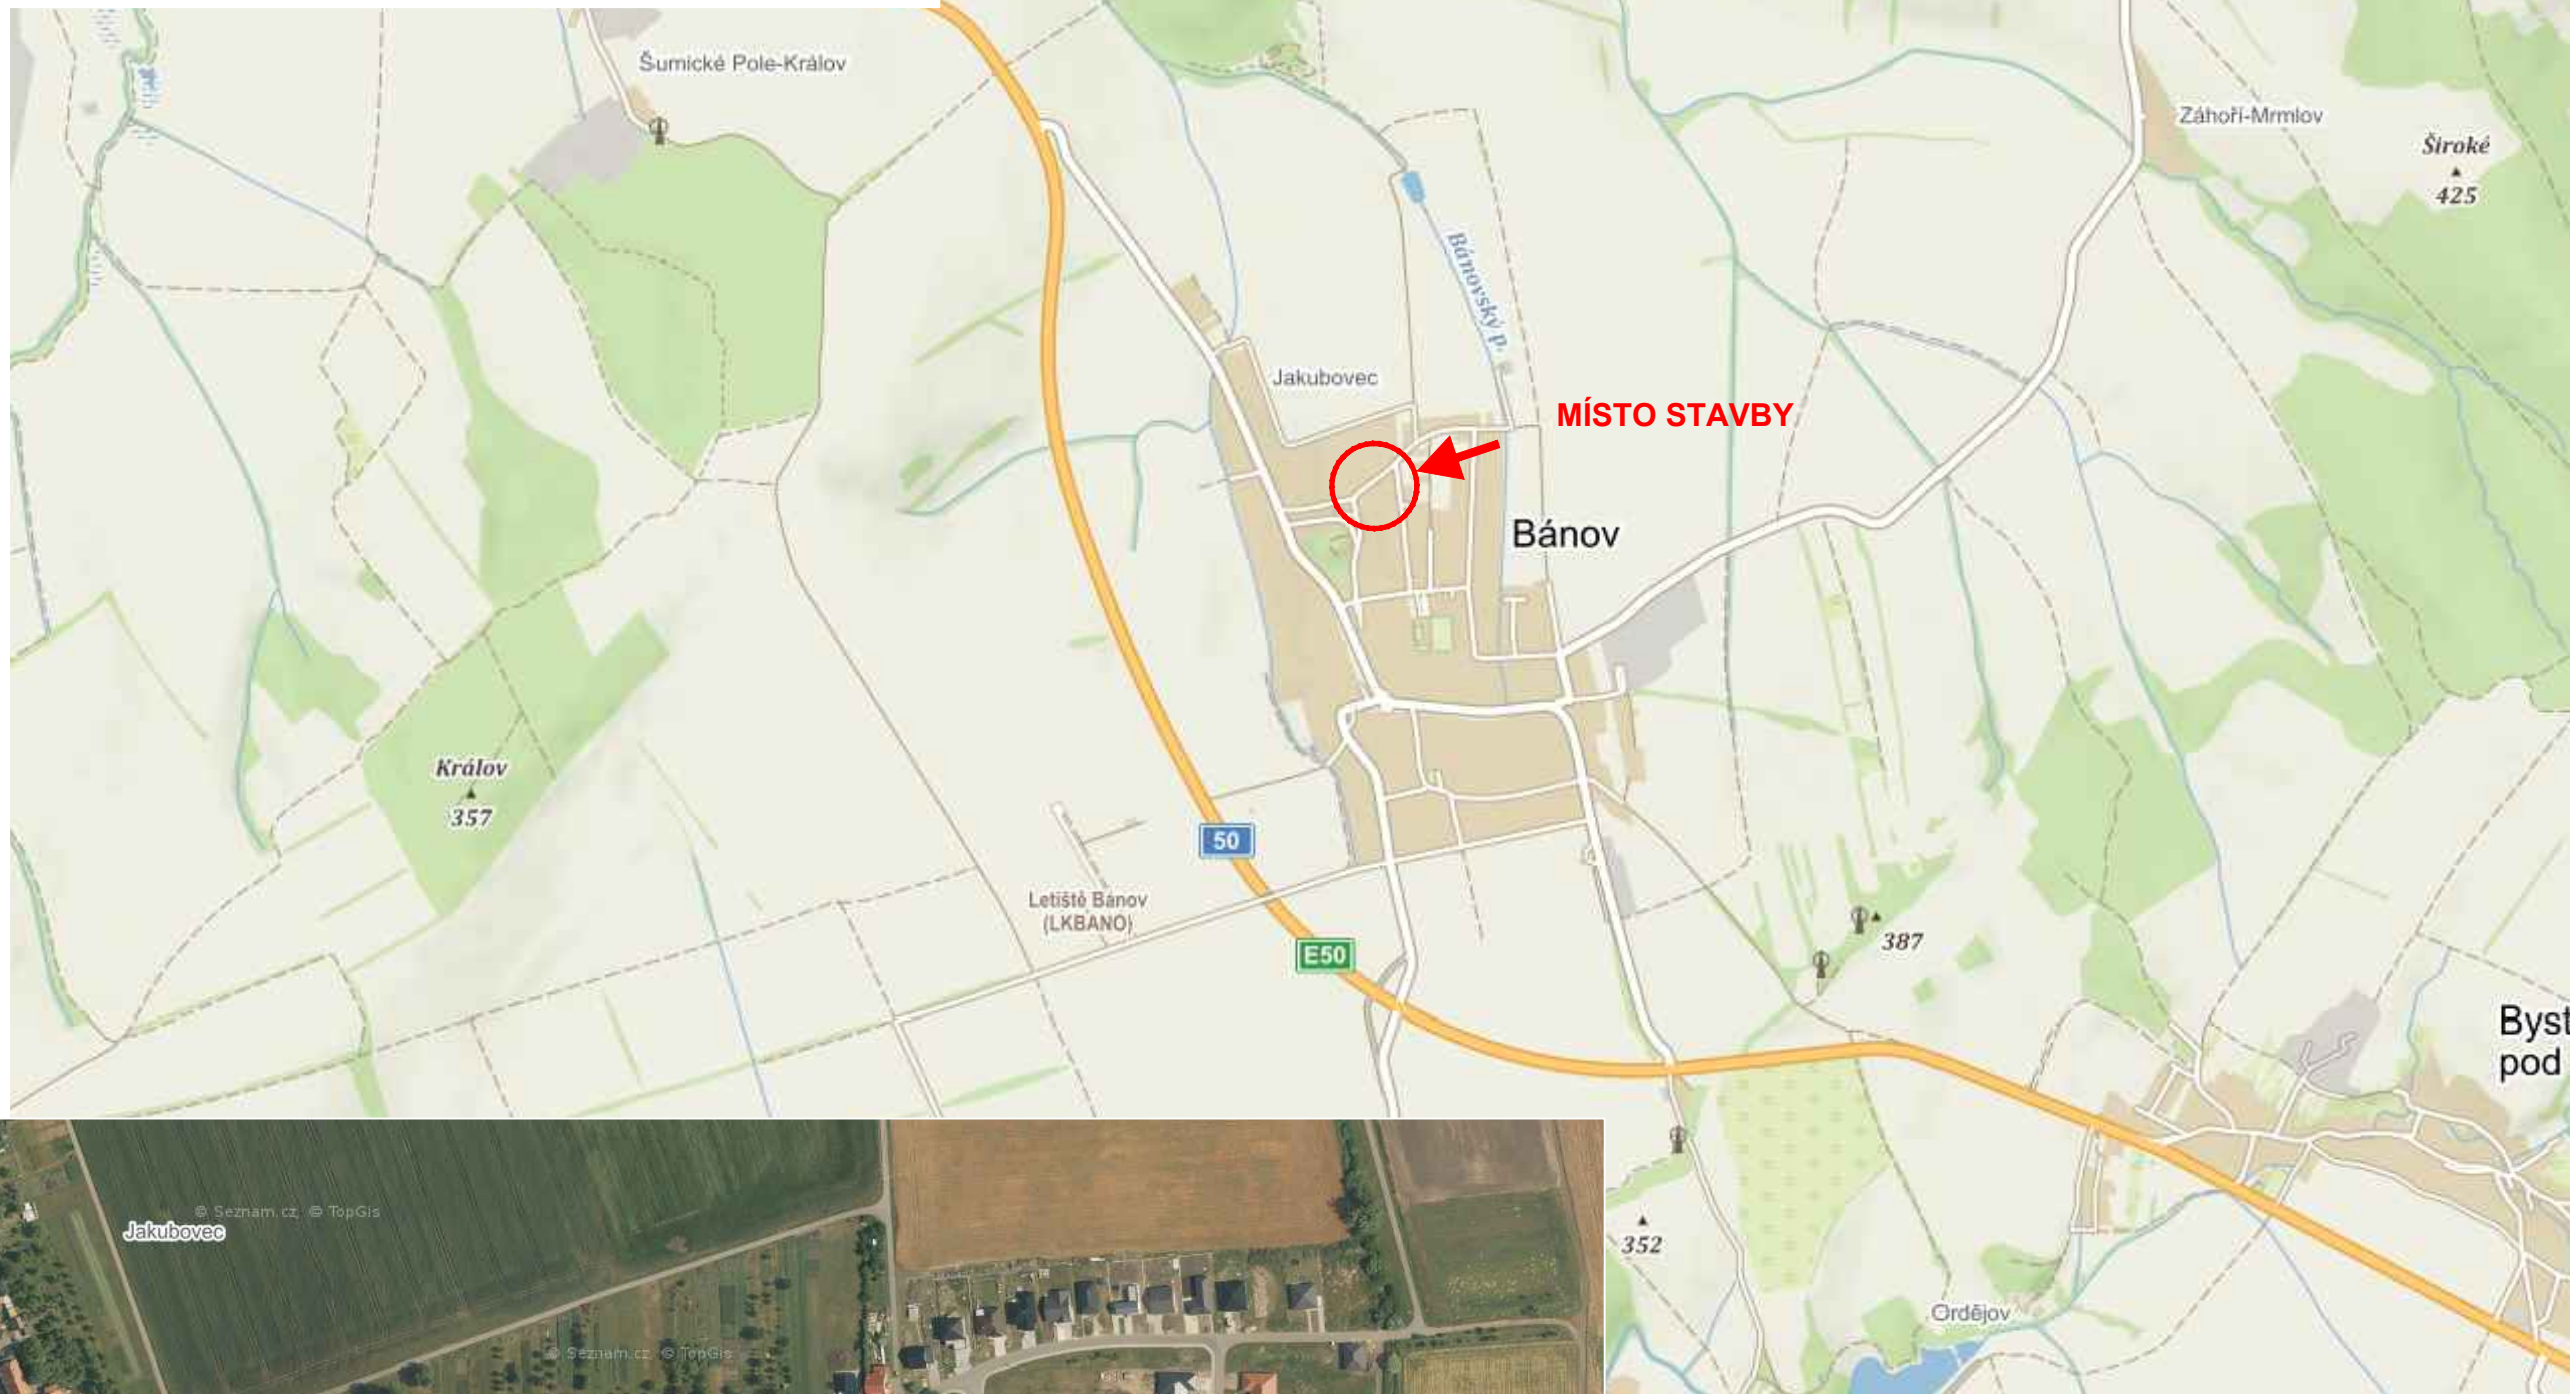 Šumické Pole-Králov
Záhoří-Mrmlov
Široké
425
Bánovský p.
Jakubovec
MÍSTO STAVBY
Bánov
Králov
357
50
Letiště Bánov
(LKBANO)
E50
387
Byst
pod
© Seznam.cz, © TopGis
Jakubovec
352
Ordějov
© Seznam.cz, © TopGis